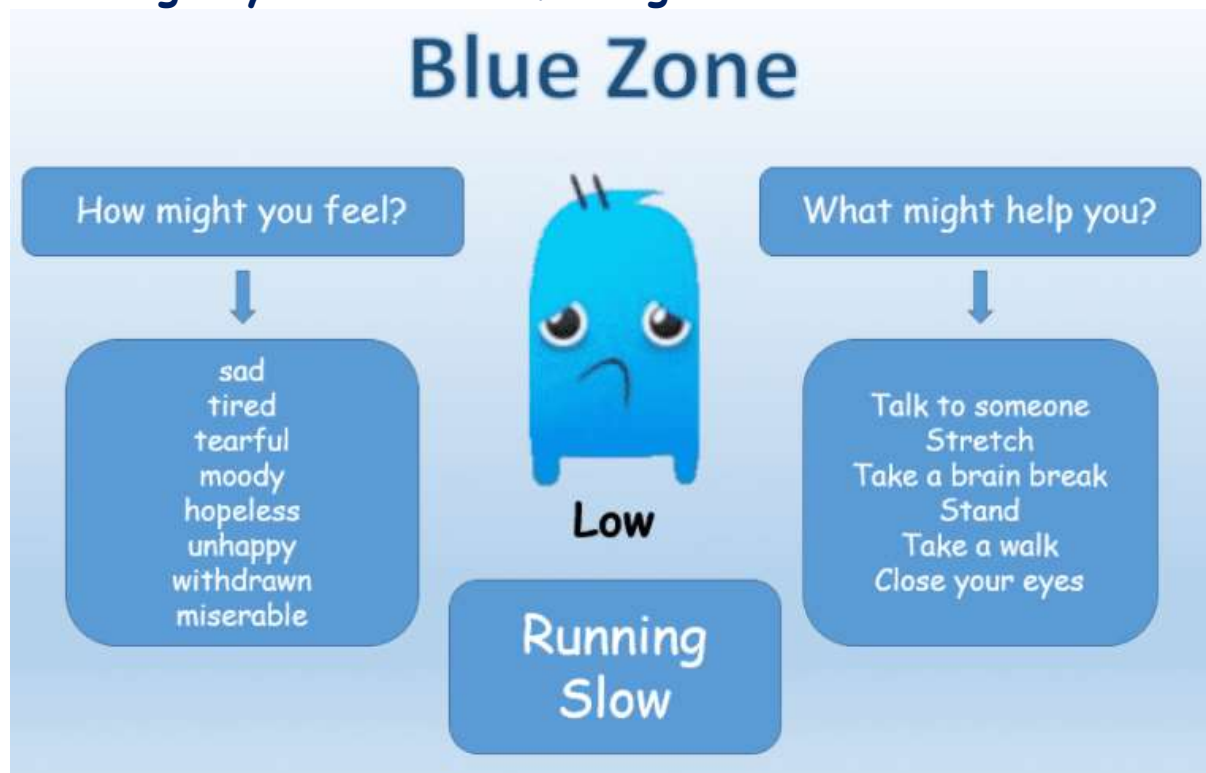 Blue Zone
How might you feel?
sad
tired
tearful
moody
hopeless
unhappy
withdrawn
miserable
Low
Running
Slow
What might help you?
Talk to someone
Stretch
Take a brain break
Stand
Take a walk
Close your eyes